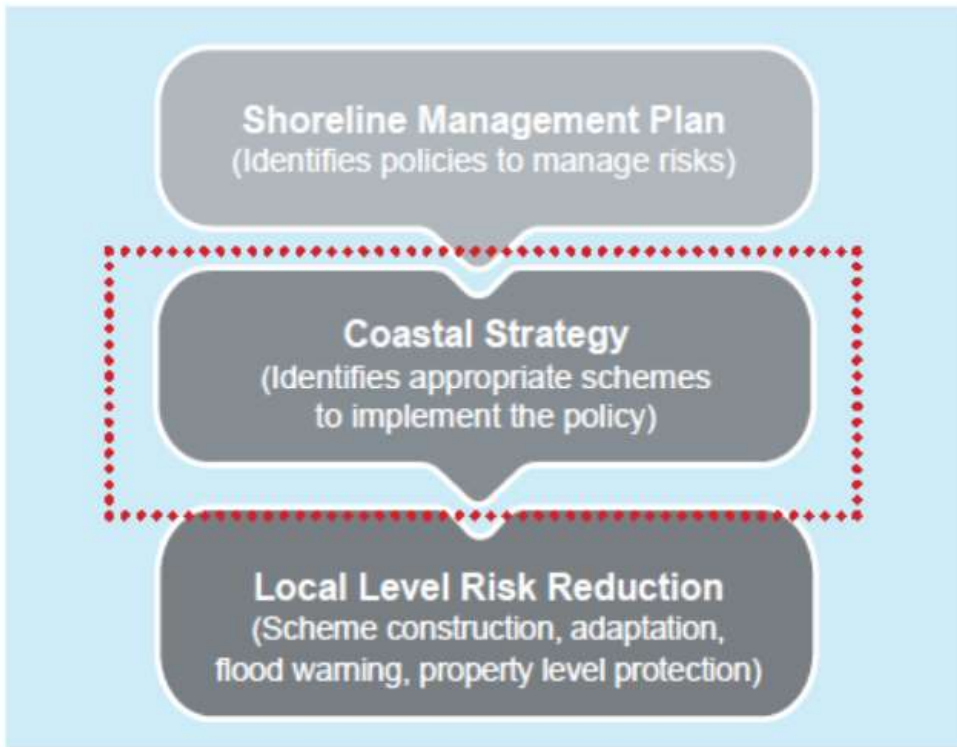 Shoreline Management Plan
(Identifies policies to manage risks)
Coastal Strategy
(Identifies appropriate schemes
to implement the policy)
Local Level Risk Reduction
(Scheme construction, adaptation,
flood warning, property level protection)